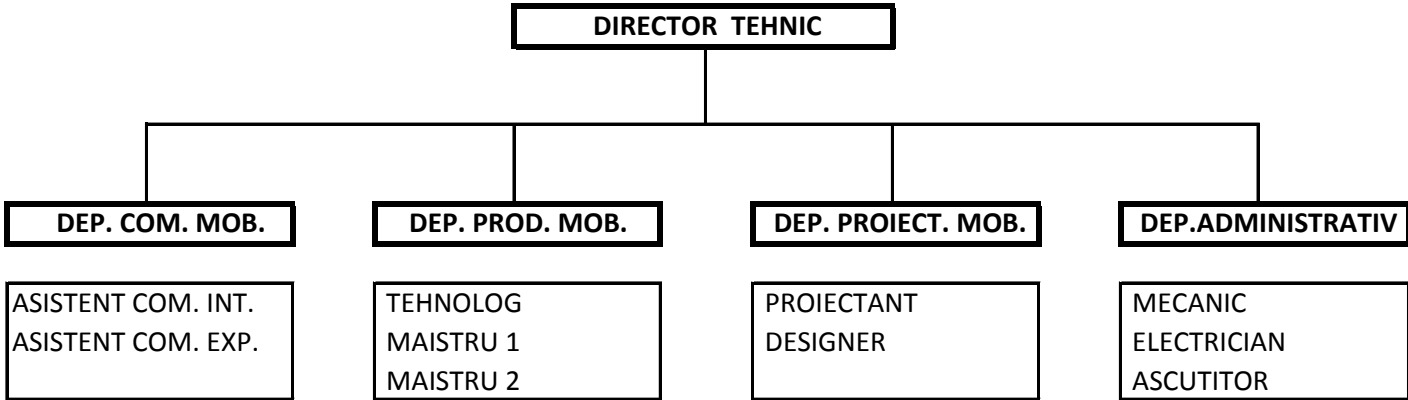 DIRECTOR TEHNIC
DEP. COM. MOB.
DEP. PROD. MOB.
DEP. PROIECT. MOB.
DEP.ADMINISTRATIV
ASISTENT COM. INT.
ASISTENT COM. EXP.
TEHNOLOG
MAISTRU 1
MAISTRU 2
PROIECTANT
DESIGNER
MECANIC
ELECTRICIAN
ASCUTITOR